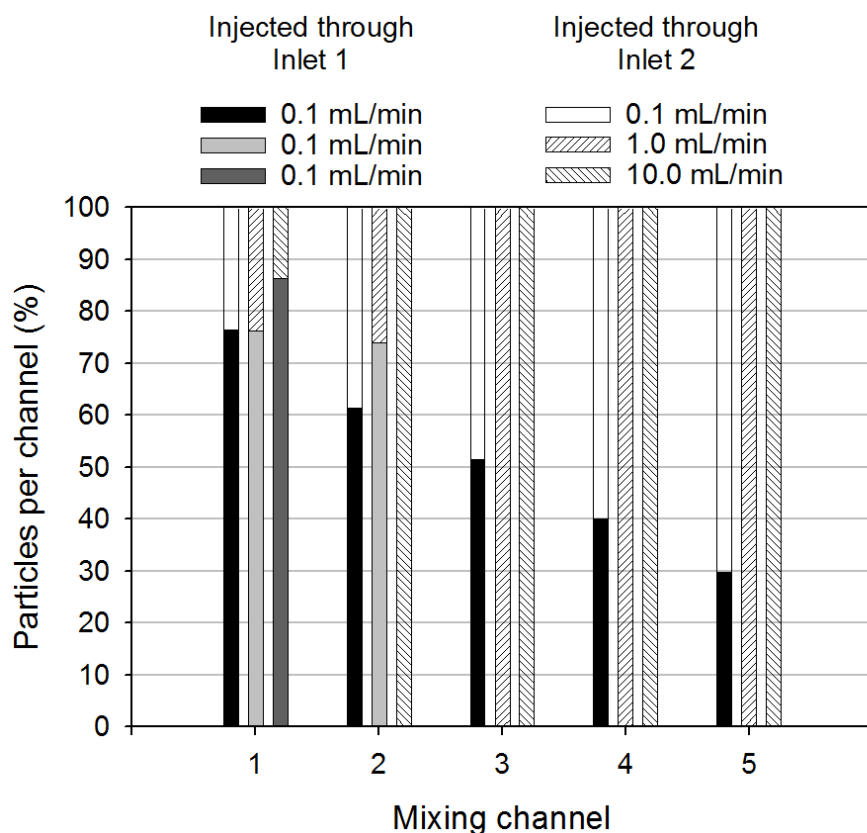 Injected through Injected through
Inlet 1 Inlet 2
0.1 mL/min 0.1 mL/min
0.1 mL/min 1.0 mL/min
0.1 mL/min 10.0 mL/min
100
90
80
70
60
50
40
30
20
10
0
Particles per channel (%)
1 2 3 4 5
Mixing channel